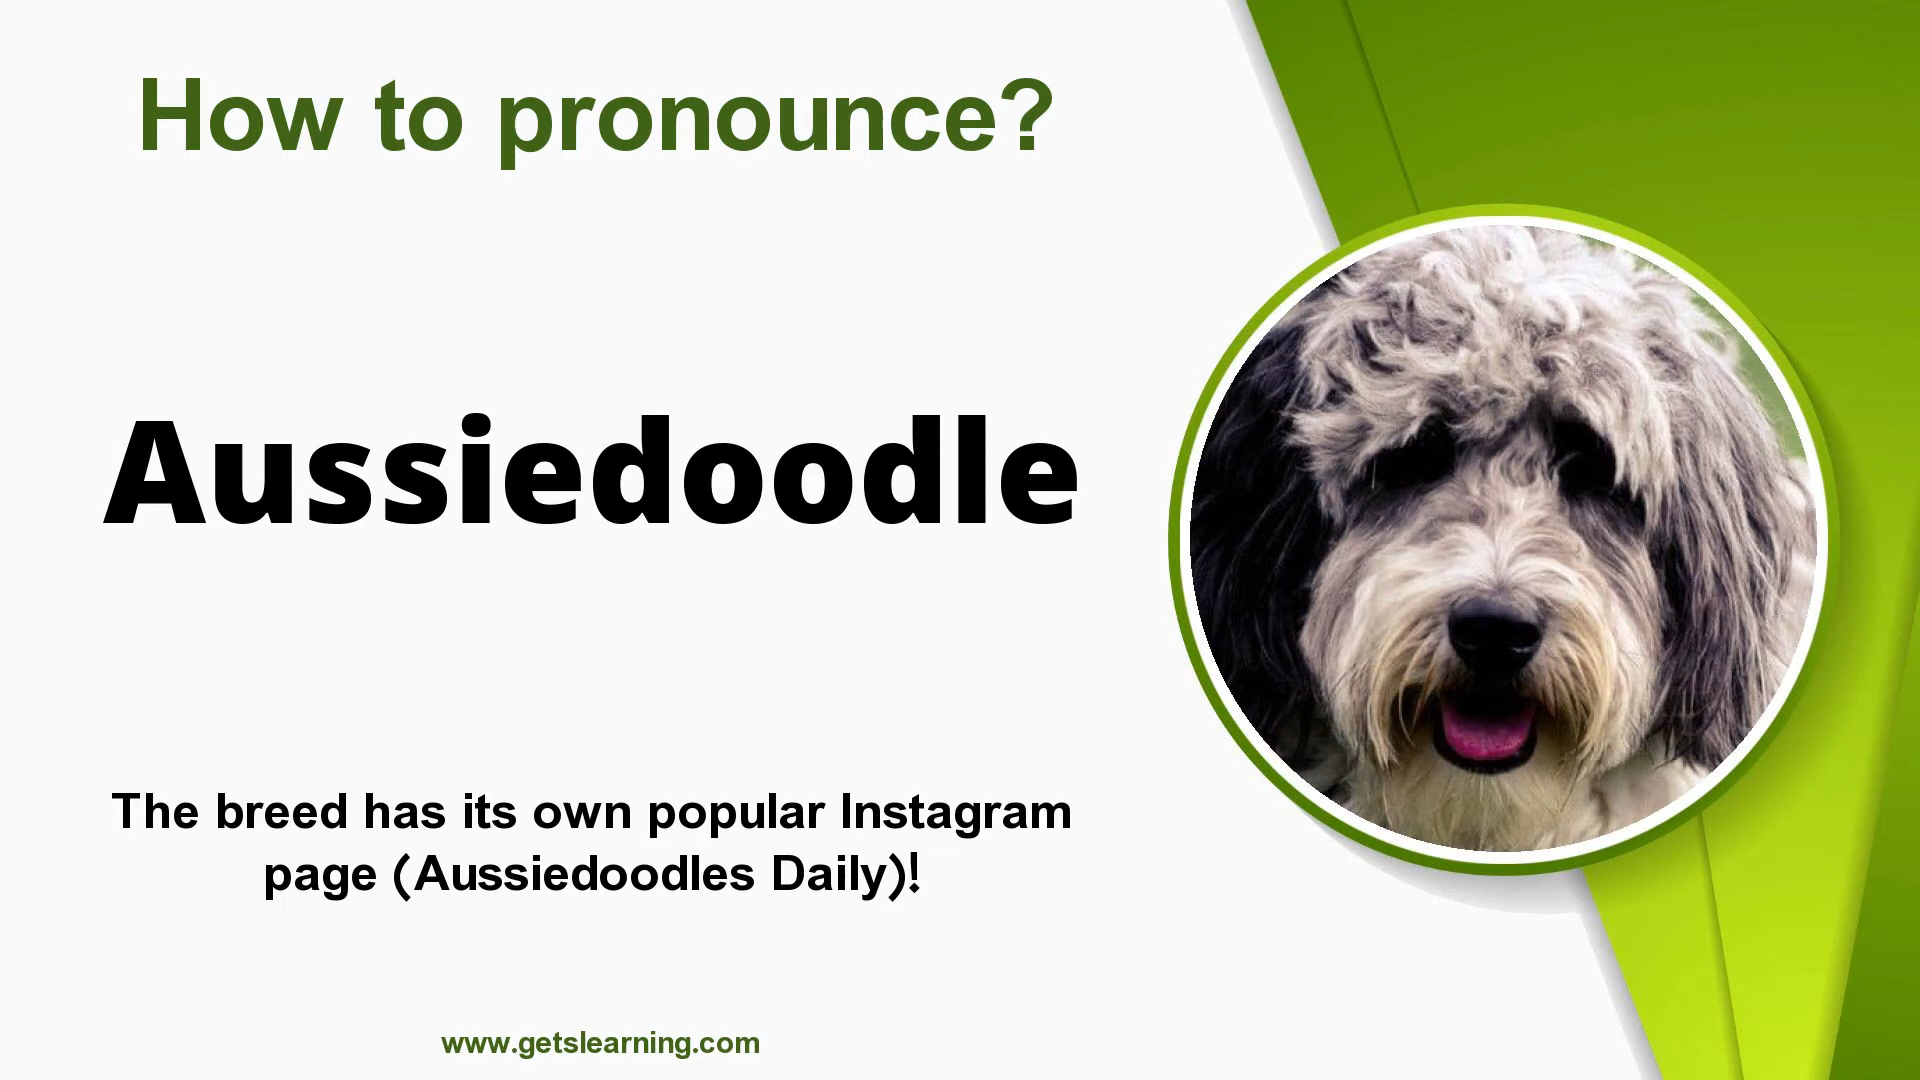 How to pronounce?
Aussiedoodle
The breed has its own popular Instagram
page (Aussiedoodles Daily)!
www.getslearning.com